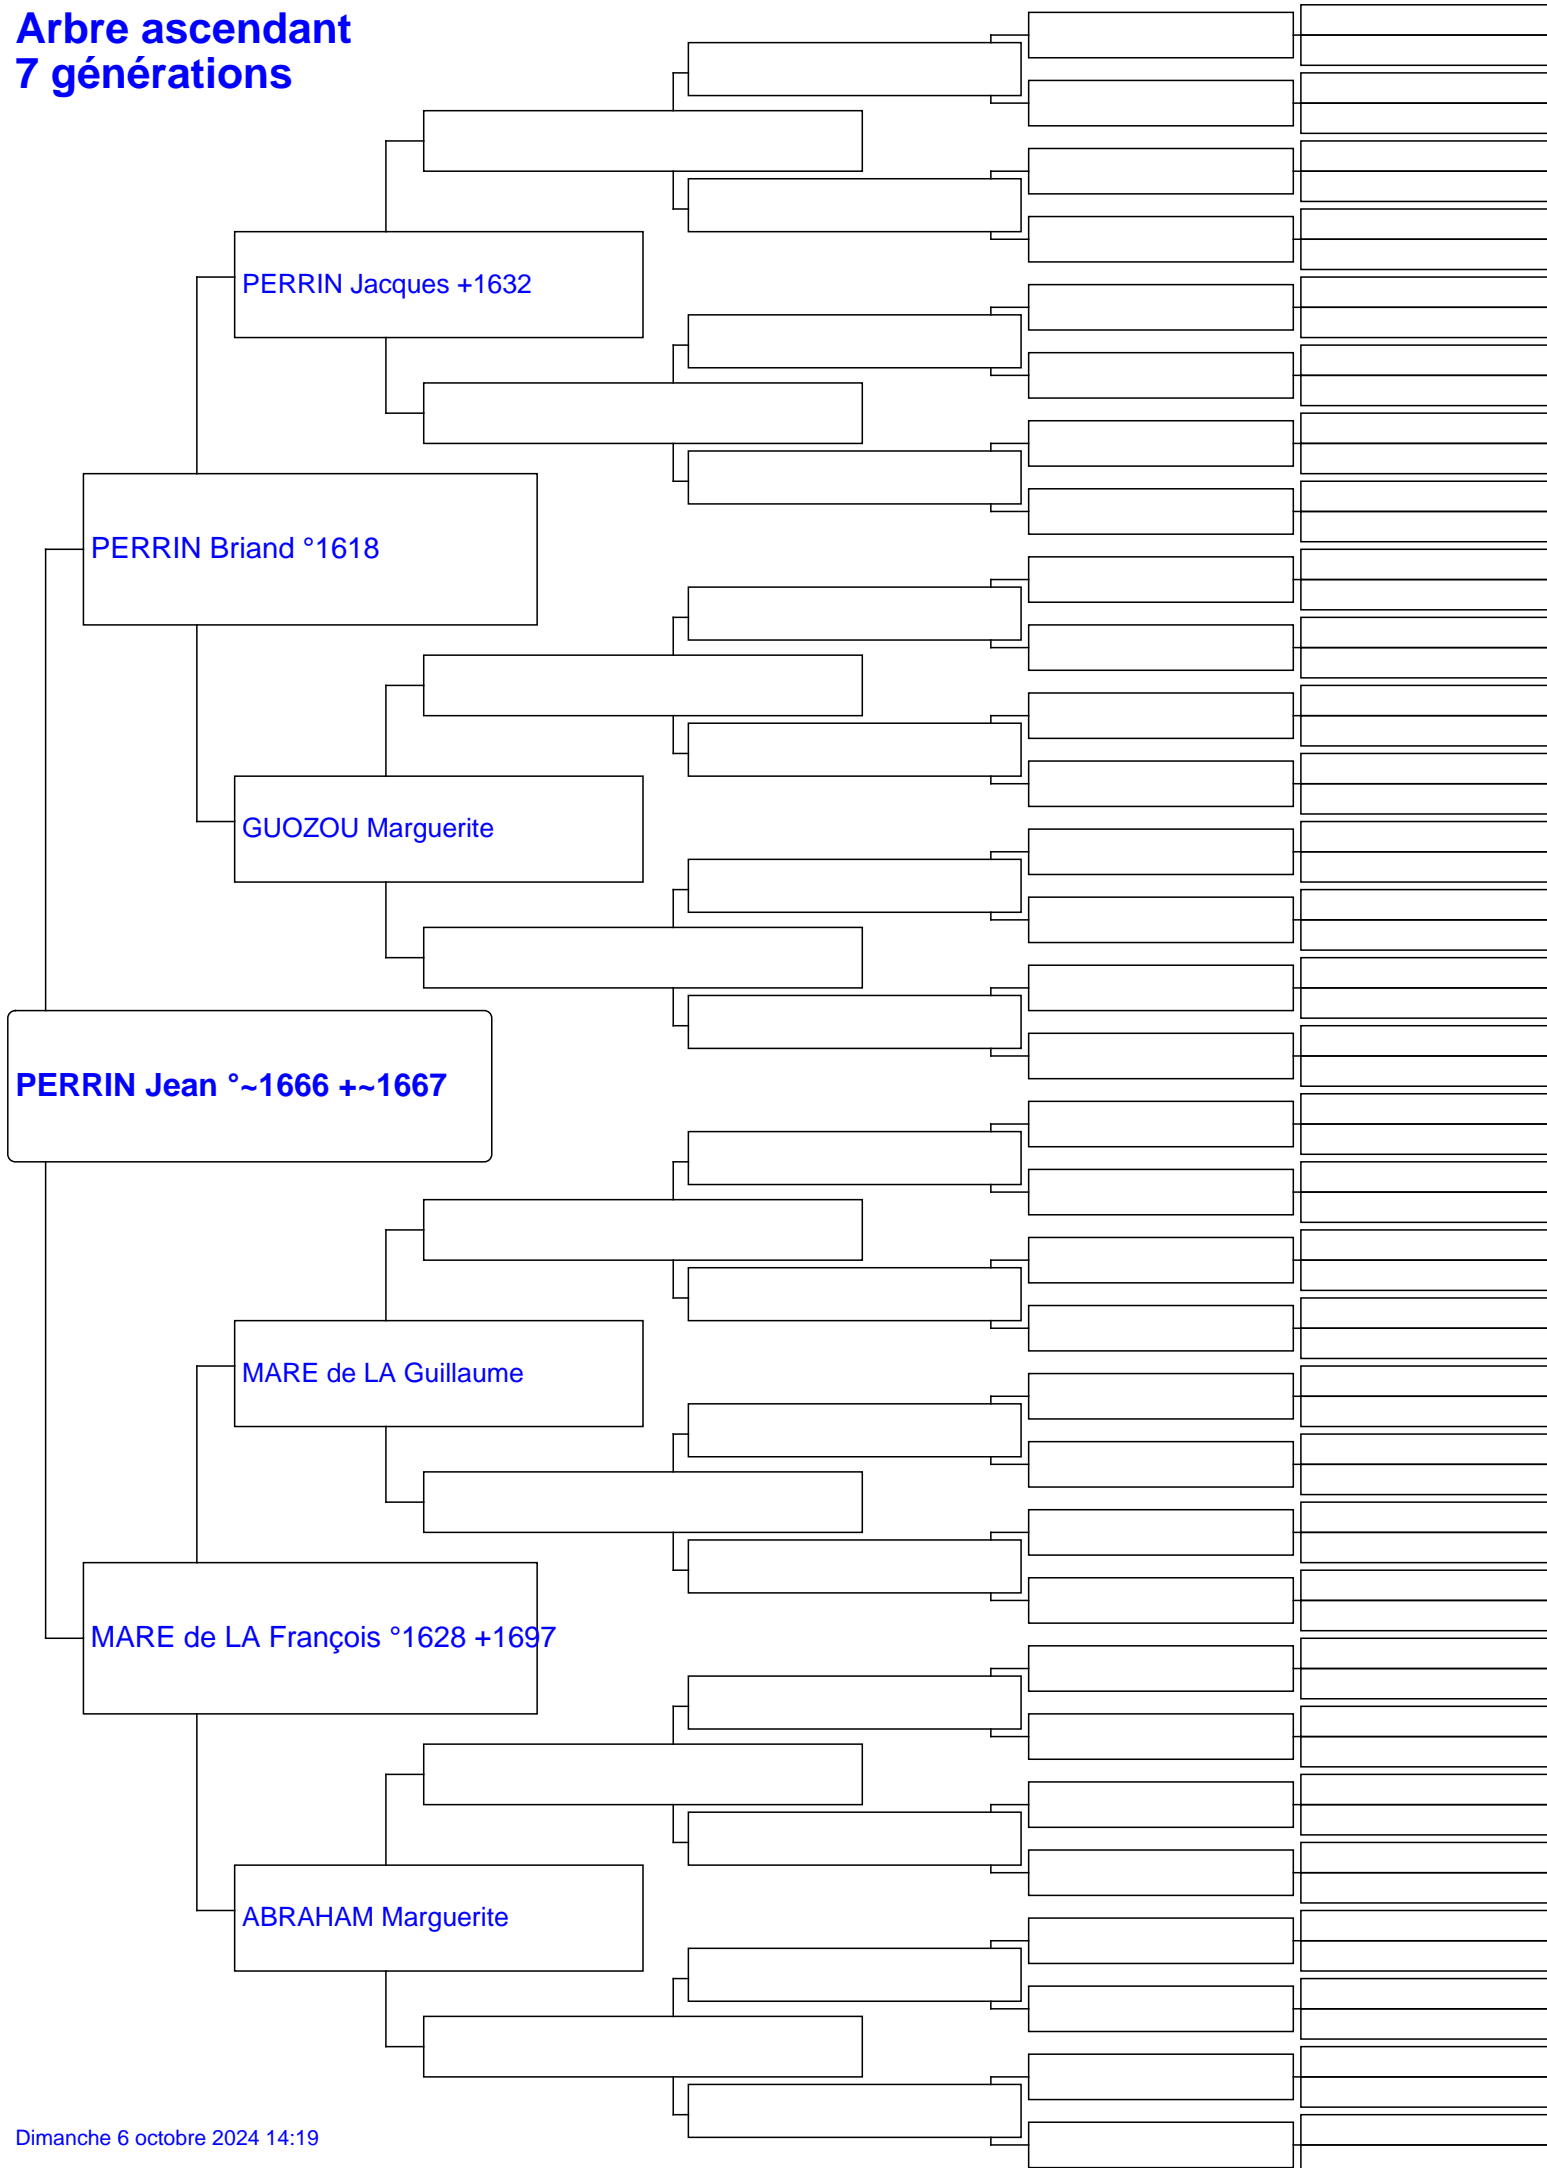 Arbre ascendant
7 générations
PERRIN Jacques +1632
PERRIN Briand °1618
GUOZOU Marguerite
PERRIN Jean °~1666 +~1667
MARE de LA Guillaume
MARE de LA François °1628 +1697
ABRAHAM Marguerite
Dimanche 6 octobre 2024 14:19